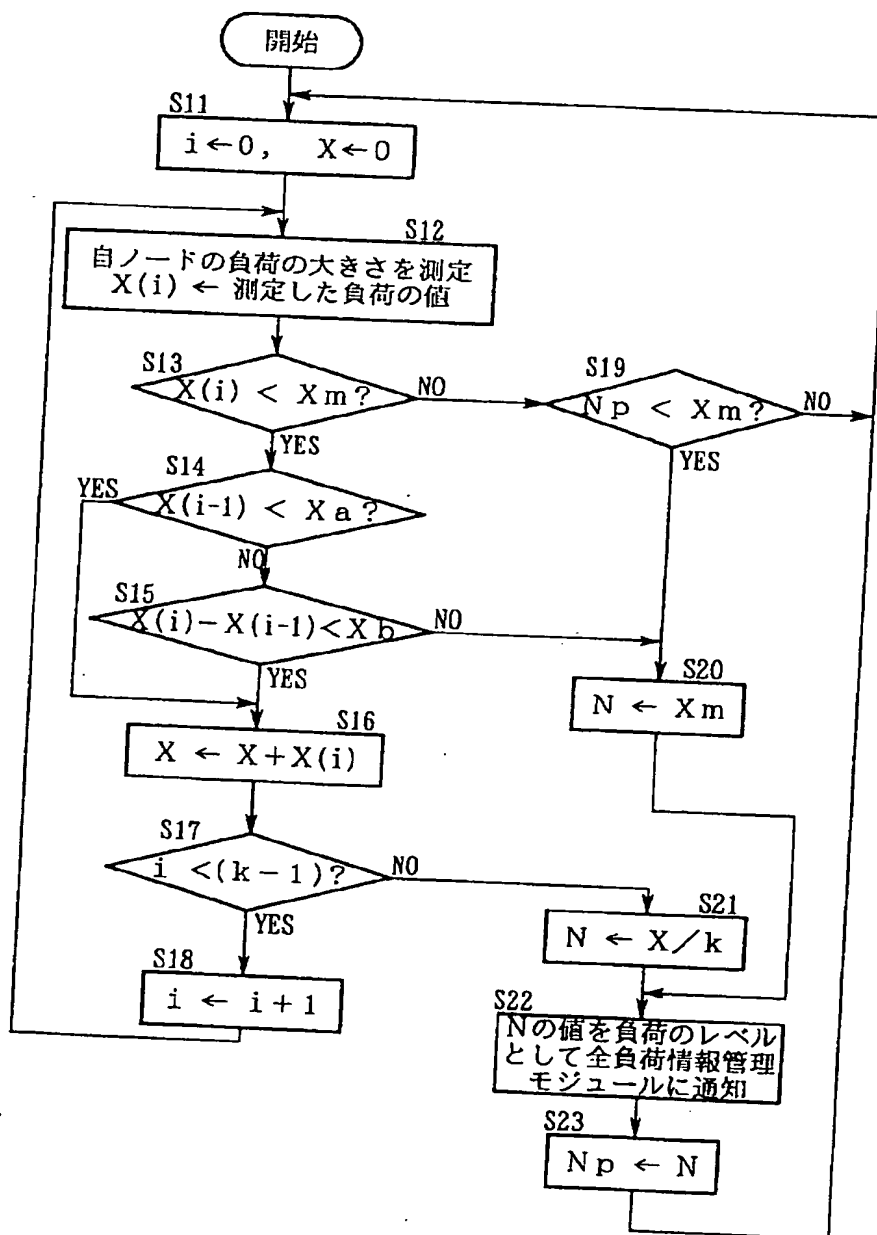 開始
S11
i←0, X←0
S12
自ノードの負荷の大きさを測定
X(i) ← 測定した負荷の値
S13
X(i) < Xm?
NO
YES
S19
Np < Xm?
NO
YES
S14
X(i-1) < Xa?
YES
NO
S15
X(i)-X(i-1)<Xb
NO
YES
S20
N ← Xm
S16
X ← X+X(i)
S17
i <(k-1)?
NO
YES
S21
N ← X/k
S18
i ← i+1
S22
Nの値を負荷のレベル
として全負荷情報管理
モジュールに通知
S23
Np ← N